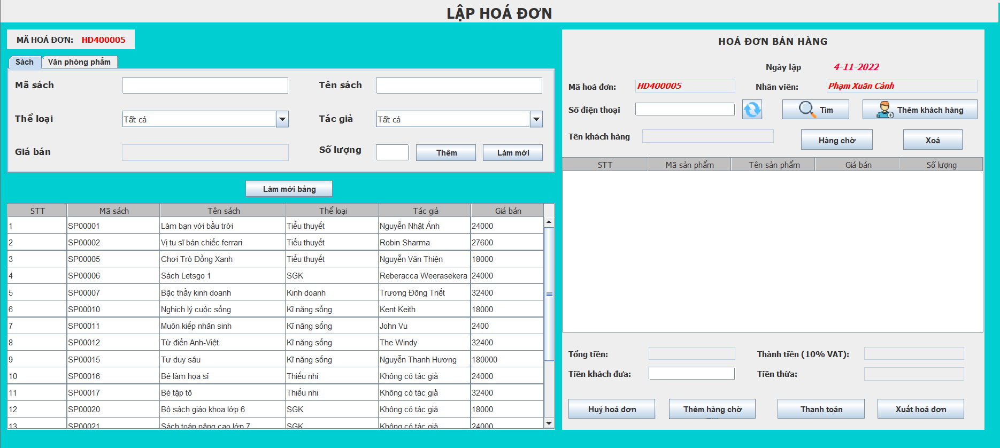 LẬP HOÁ ĐƠN
MÃ HOÁ ĐƠN: HD400005
Sách Văn phòng phẩm
Mã sách Tên sách
Thể loại Tất cả Tác giả Tất cả
Giá bán Số lượng Thêm Làm mới
Làm mới bảng
STT Mã sách Tên sách Thể loại Tác giả Giá bán
1 SP00001 Làm bạn với bầu trời Tiểu thuyết Nguyễn Nhật Ánh 24000
2 SP00002 Vị tu sĩ bán chiếc ferrari Tiểu thuyết Robin Sharma 27600
3 SP00005 Chơi Trò Đồng Xanh Tiểu thuyết Nguyễn Văn Thiện 18000
4 SP00006 Sách Letsgo 1 SGK Reberacca Weerasekera 24000
5 SP00007 Bậc thầy kinh doanh Kinh doanh Trương Đông Triết 32400
6 SP00010 Nghịch lý cuộc sống Kĩ năng sống Kent Keith 18000
7 SP00011 Muôn kiếp nhân sinh Kĩ năng sống John Vu 2400
8 SP00012 Từ điển Anh-Việt Kĩ năng sống The Windy 32400
9 SP00015 Tư duy sâu Kĩ năng sống Nguyễn Thanh Hương 180000
10 SP00016 Bé làm họa sĩ Thiếu nhi Không có tác giả 24000
11 SP00017 Bé tập tô Thiếu nhi Không có tác giả 32400
12 SP00020 Bộ sách giáo khoa lớp 6 SGK Không có tác giả 18000
13 SP00021 Sách toán nâng cao lớp 7 SGK Không có tác giả 24000
HOÁ ĐƠN BÁN HÀNG
Ngày lập 4-11-2022
Mã hoá đơn: HD400005 Nhân viên: Phạm Xuân Cảnh
Số điện thoại Tìm Thêm khách hàng
Tên khách hàng Hàng chờ Xoá
STT Mã sản phẩm Tên sản phẩm Giá bán Số lượng
Tổng tiền: Thành tiền (10% VAT):
Tiền khách đưa: Tiền thừa:
Huỷ hoá đơn Thêm hàng chờ Thanh toán Xuất hoá đơn